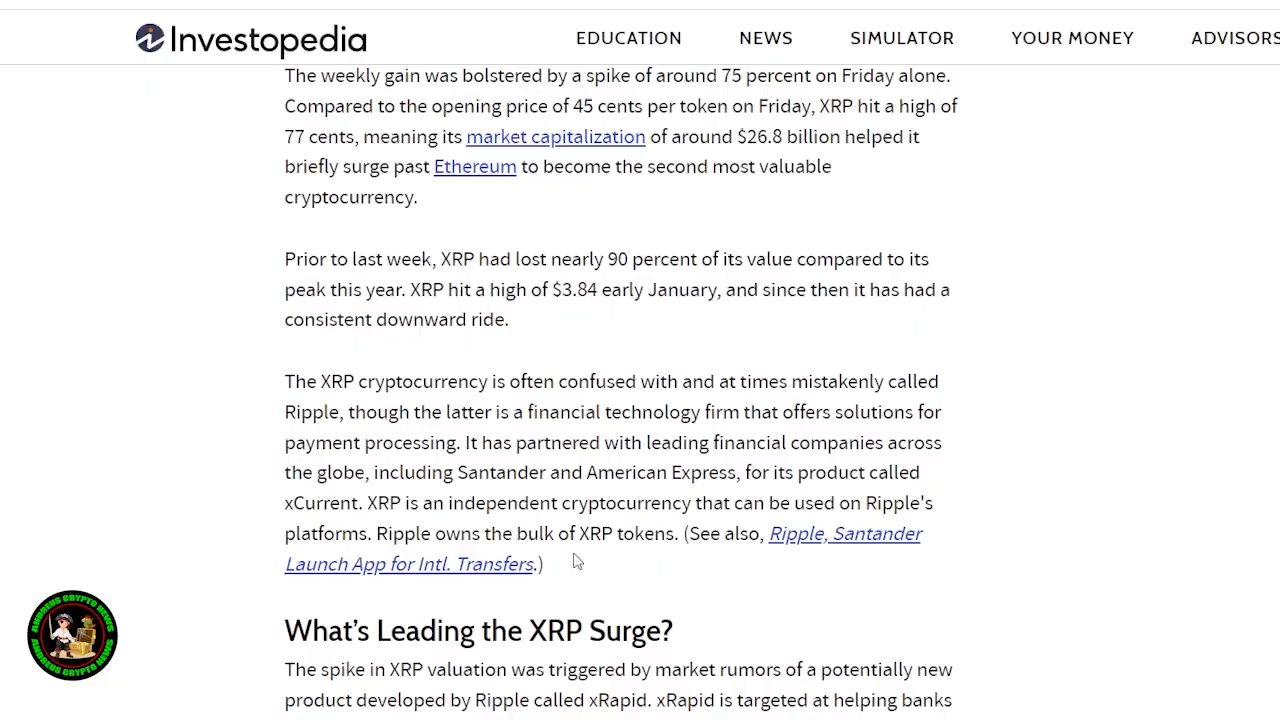 Investopedia
EDUCATION NEWS SIMULATOR YOUR MONEY ADVISORS
The weekly gain was bolstered by a spike of around 75 percent on Friday alone.
Compared to the opening price of 45 cents per token on Friday, XRP hit a high of
77 cents, meaning its market capitalization of around $26.8 billion helped it
briefly surge past Ethereum to become the second most valuable
cryptocurrency.
Prior to last week, XRP had lost nearly 90 percent of its value compared to its
peak this year. XRP hit a high of $3.84 early January, and since then it has had a
consistent downward ride.
The XRP cryptocurrency is often confused with and at times mistakenly called
Ripple, though the latter is a financial technology firm that offers solutions for
payment processing. It has partnered with leading financial companies across
the globe, including Santander and American Express, for its product called
xCurrent. XRP is an independent cryptocurrency that can be used on Ripple's
platforms. Ripple owns the bulk of XRP tokens. (See also, Ripple, Santander
Launch App for Intl. Transfers.)
What’s Leading the XRP Surge?
The spike in XRP valuation was triggered by market rumors of a potentially new
product developed by Ripple called xRapid. xRapid is targeted at helping banks
ANDREUS CRYPTO NEWS
ANDREUS CRYPTO NEWS